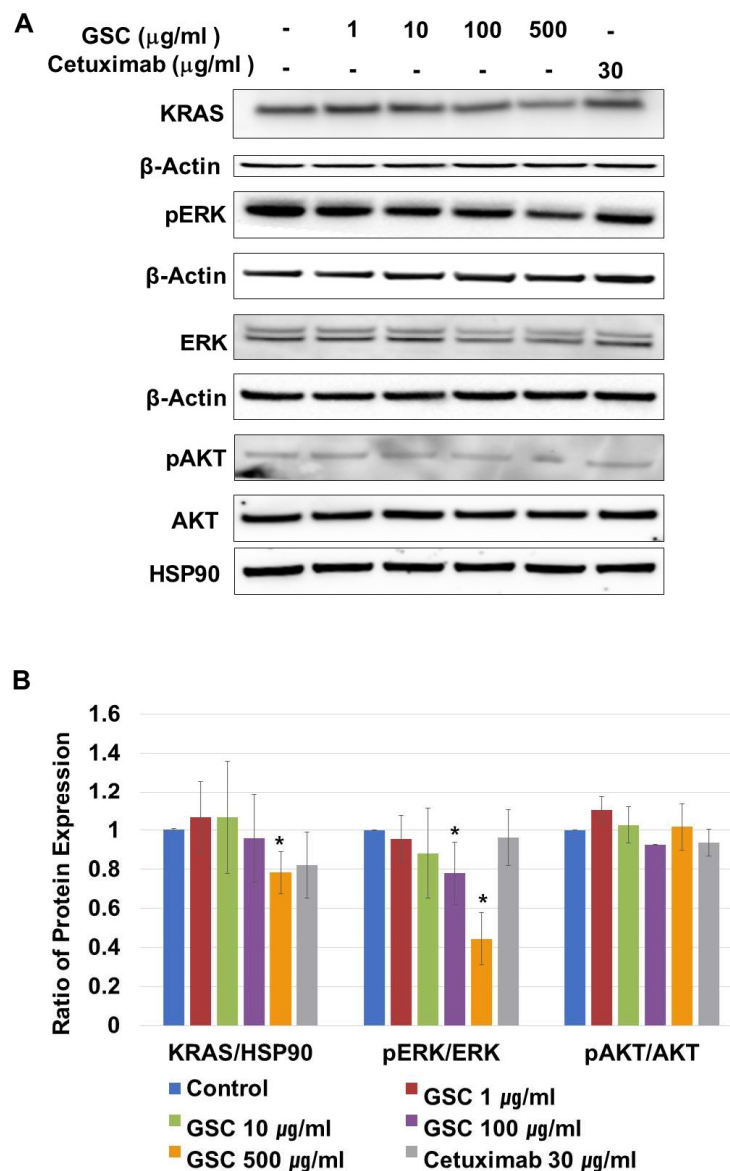 A
GSC (μg/ml ) - 1 10 100 500 -
Cetuximab (μg/ml ) - - - - - 30
KRAS
β-Actin
pERK
β-Actin
ERK
β-Actin
pAKT
AKT
HSP90
B
1.6
1.4
1.2
1
0.8
0.6
0.4
0.2
0
Ratio of Protein Expression
*
*
*
KRAS/HSP90 pERK/ERK pAKT/AKT
Control GSC 1 μg/ml
GSC 10 μg/ml GSC 100 μg/ml
GSC 500 μg/ml Cetuximab 30 μg/ml